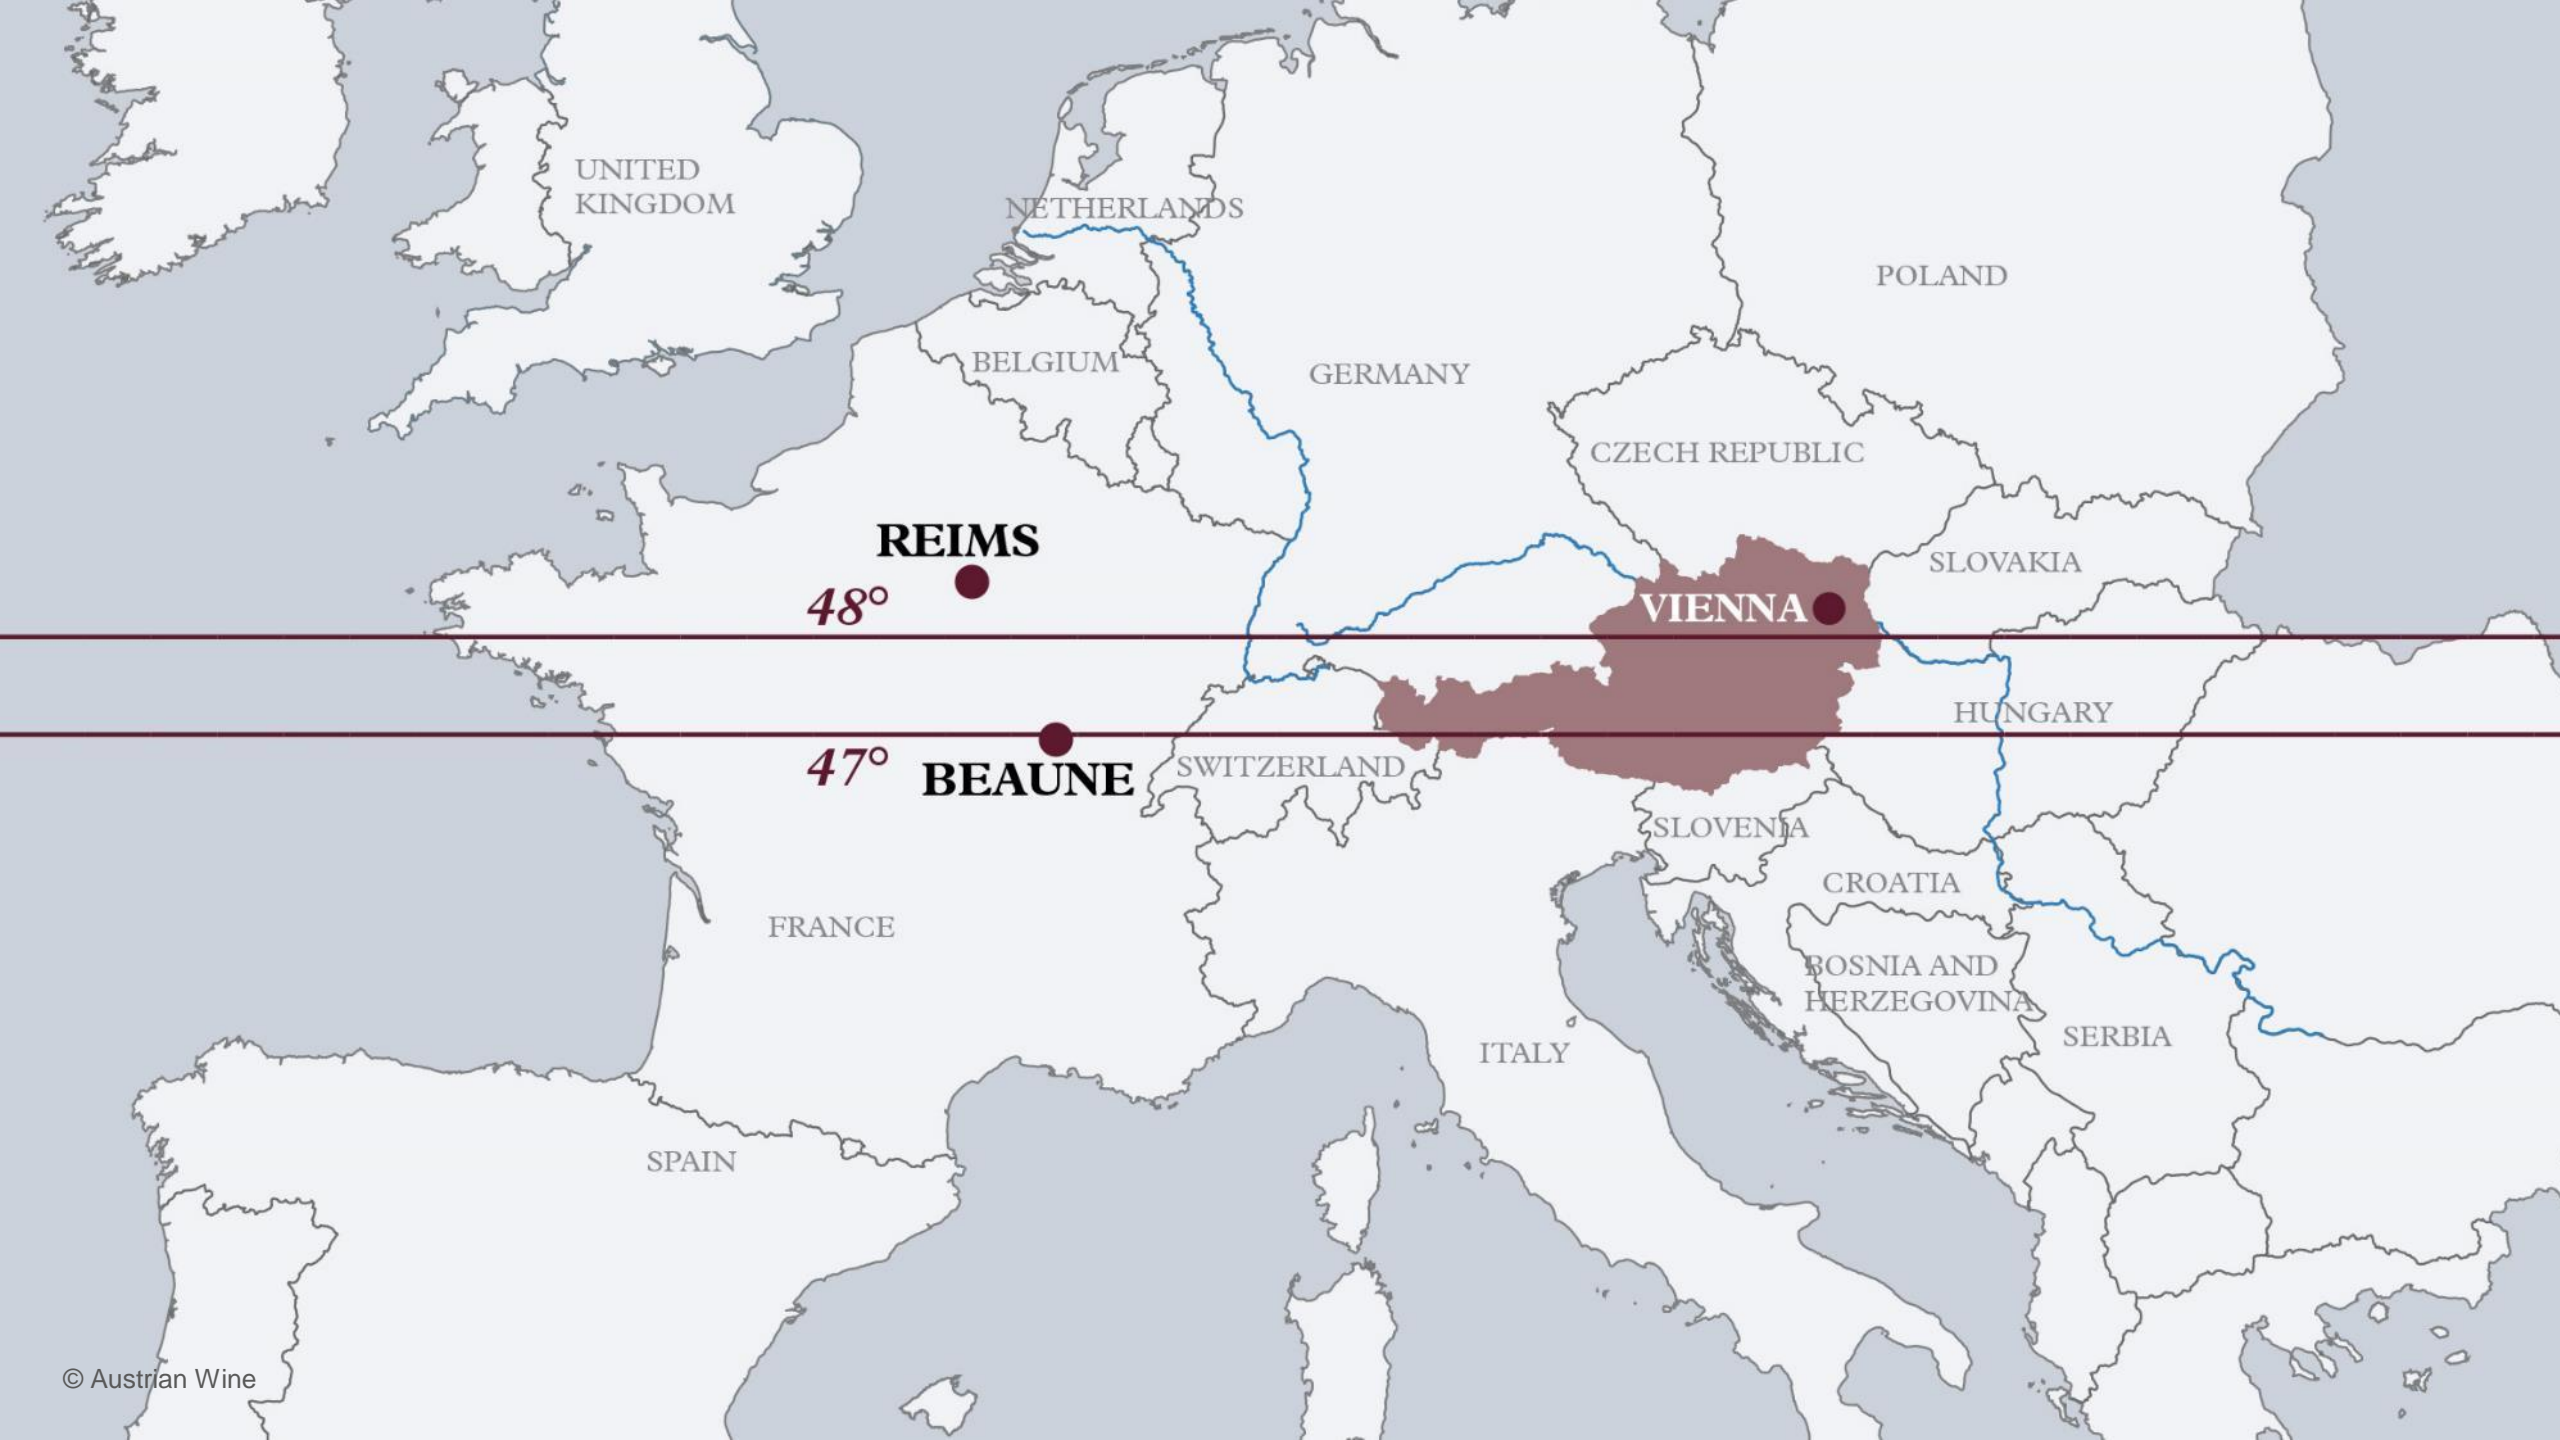 UNITED
KINGDOM
NETHERLANDS
POLAND
BELGIUM
GERMANY
CZECH REPUBLIC
REIMS
SLOVAKIA
48°
VIENNA
HUNGARY
47°
BEAUNE
SWITZERLAND
SLOVENIA
CROATIA
FRANCE
BOSNIA AND
HERZEGOVINA
SERBIA
ITALY
SPAIN
© Austrian Wine